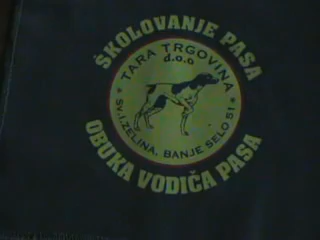 ŠKOLOVANJE PASA
TARA TRGOVINA
d.o.o
* SV.I.ZELINA, BANJE SELO 51 *
OBUKA VODIČA PASA